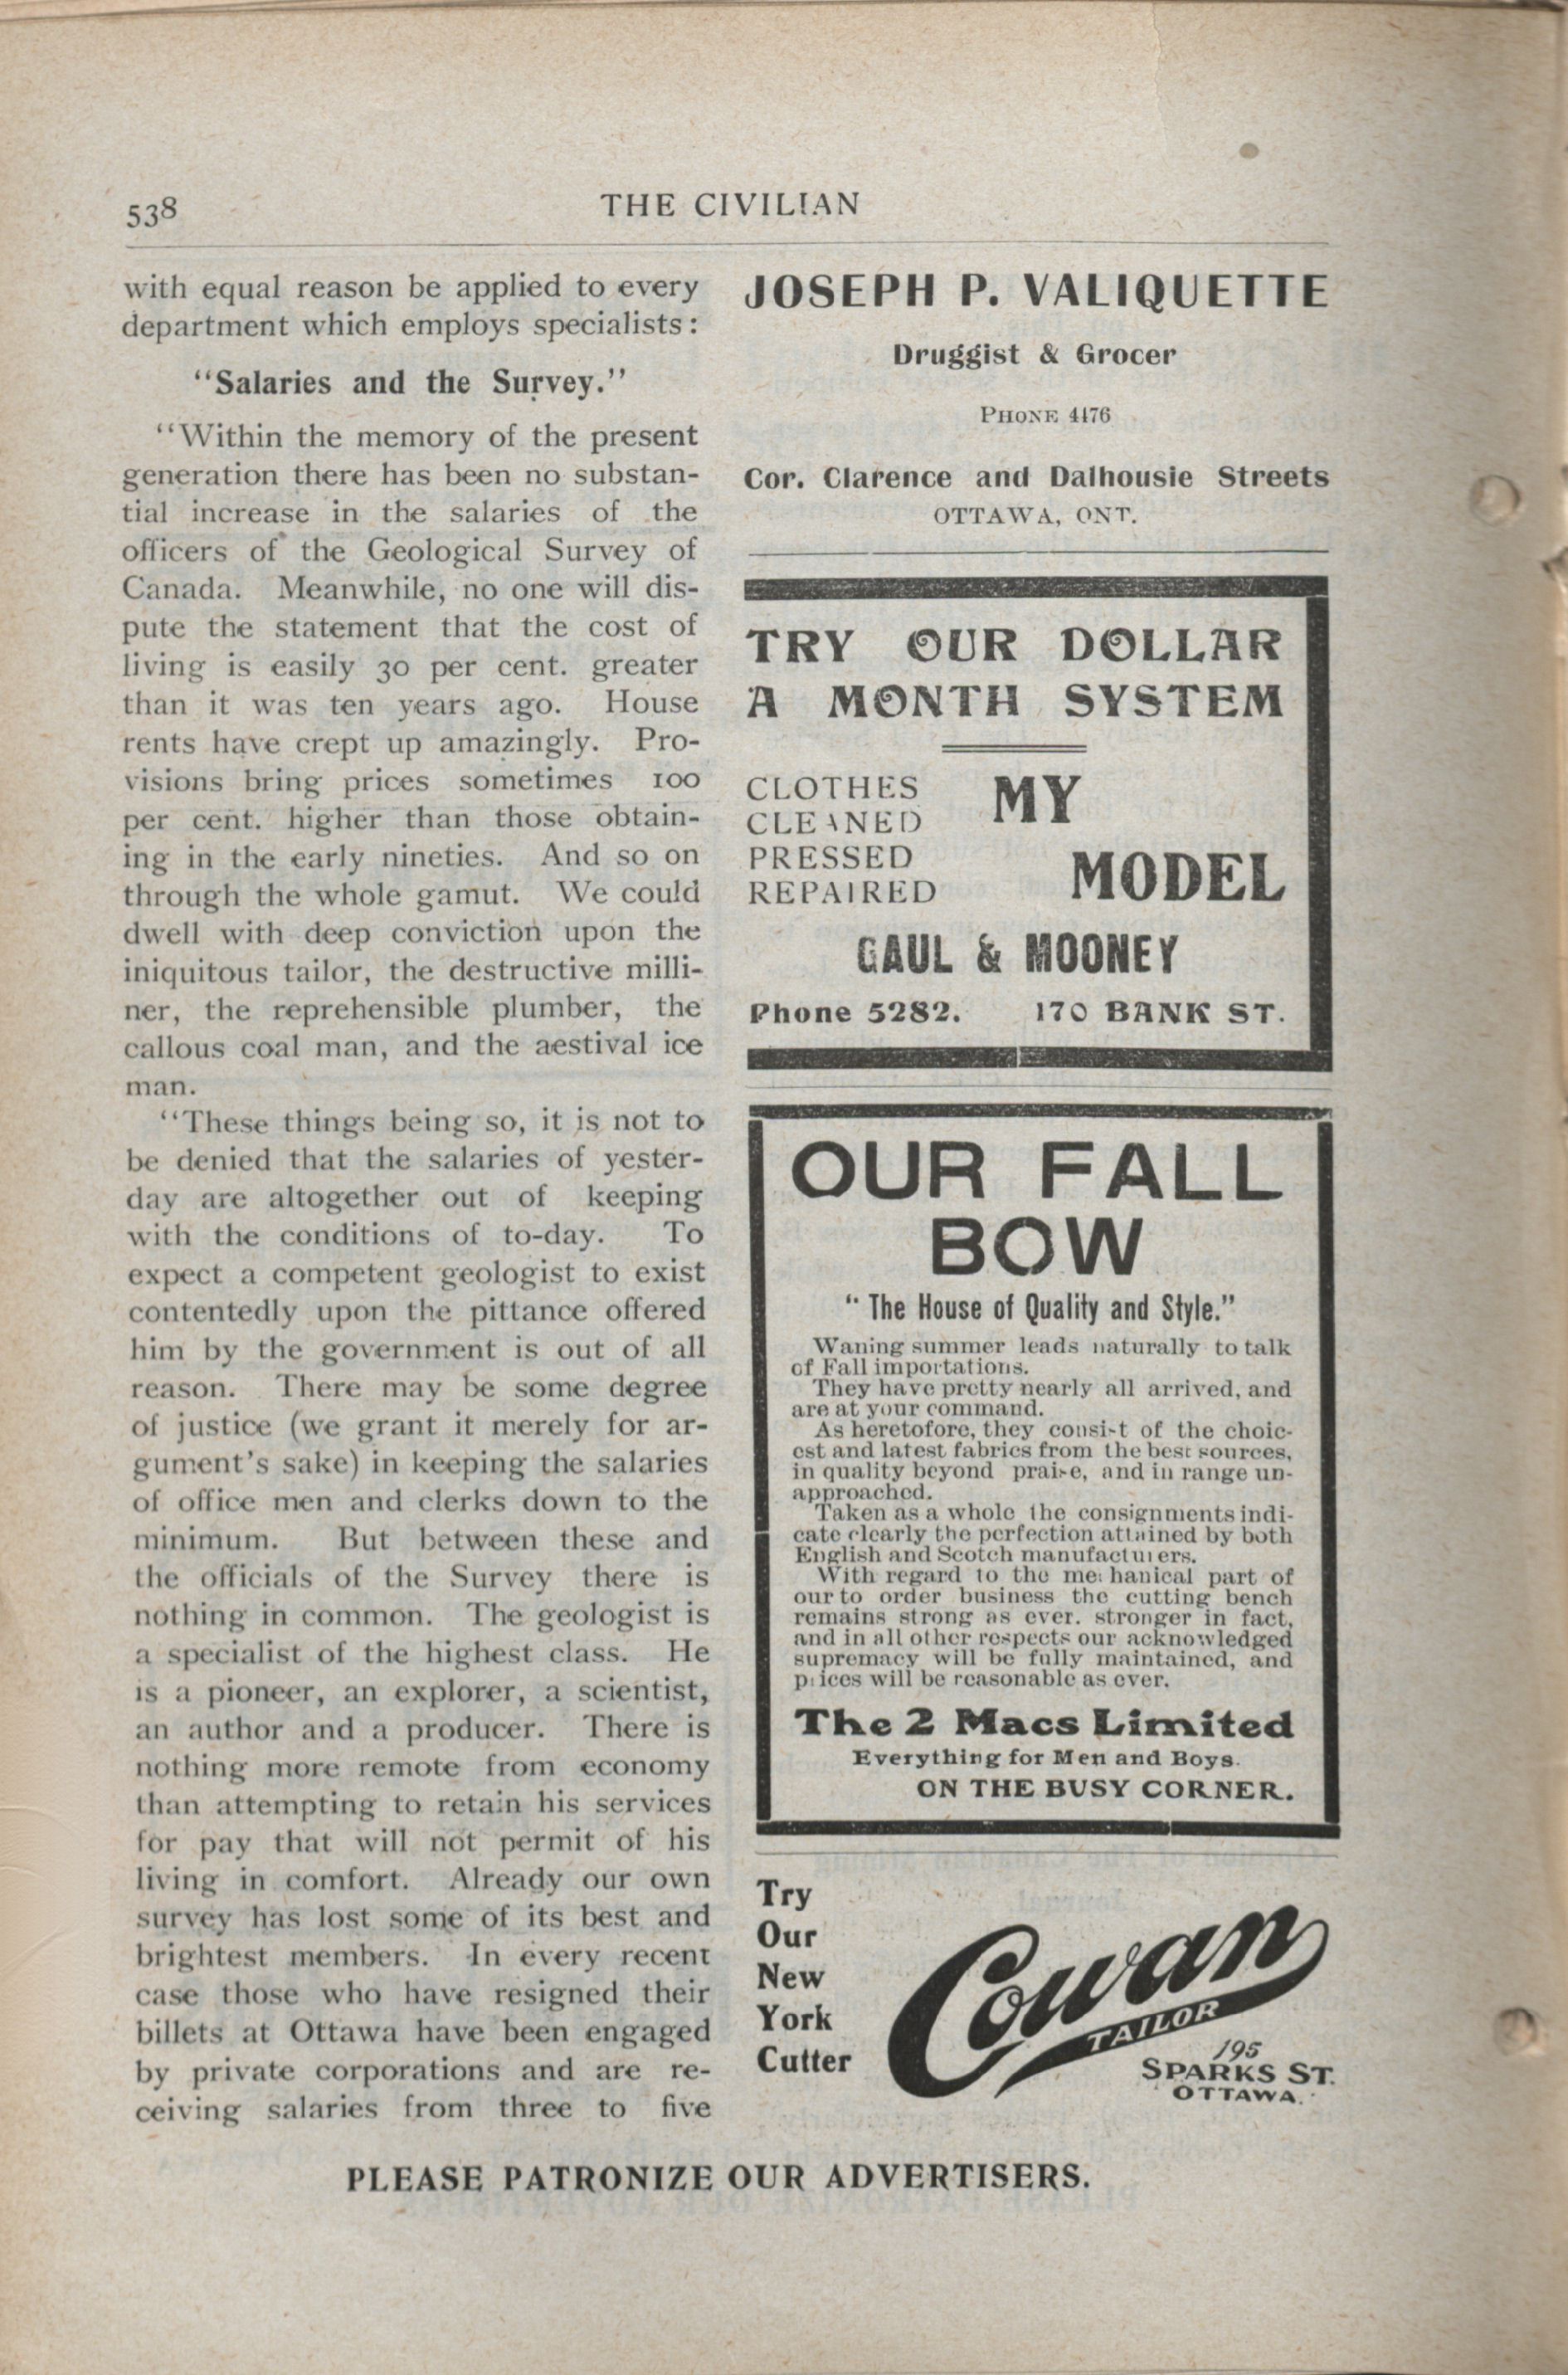 538
THE CIVILIAN
with equal reason be applied to every
department which employs specialists:
"Salaries and the Survey."
"Within the memory of the present
generation there has been no substan-
tial increase in the salaries of the
officers of the Geological Survey of
Canada. Meanwhile, no one will dis-
pute the statement that the cost of
living is easily 30 per cent. greater
than it was ten years ago. House
rents have crept up amazingly. Pro-
visions bring prices sometimes 100
per cent. higher than those obtain-
ing in the early nineties. And so on
through the whole gamut. We could
dwell with deep conviction upon the
iniquitous tailor, the destructive milli-
ner, the reprehensible plumber, the
callous coal man, and the aestival ice
man.
"These things being so, it is not to
be denied that the salaries of yester-
day are altogether out of keeping
with the conditions of to-day. To
expect a competent geologist to exist
contentedly upon the pittance offered
him by the government is out of all
reason. There may be some degree
of justice (we grant it merely for ar-
gument's sake) in keeping the salaries
of office men and clerks down to the
minimum. But between these and
the officials of the Survey there is
nothing in common. The geologist is
a specialist of the highest class. He
is a pioneer, an explorer, a scientist,
an author and a producer. There is
nothing more remote from economy
than attempting to retain his services
for pay that will not permit of his
living in comfort. Already our own
survey has lost some of its best and
brightest members. In every recent
case those who have resigned their
billets at Ottawa have been engaged
by private corporations and are re-
ceiving salaries from three to five
JOSEPH P. VALIQUETTE
Druggist & Grocer
PHONE 4176
Cor. Clarence and Dalhousie Streets
OTTAWA, ONT.
TRY OUR DOLLAR
A MONTH SYSTEM
CLOTHES
CLEANED
PRESSED
REPAIRED
MY
MODEL
GAUL & MOONEY
Phone 5282. 170 BANK ST.
OUR FALL
BOW
"The House of Quality and Style."
Waning summer leads naturally to talk
of Fall importations.
They have pretty nearly all arrived, and
are at your command.
As heretofore, they consist of the choic-
est and latest fabrics from the best sources,
in quality beyond praise, and in range un-
approached.
Taken as a whole the consignments indi-
cate clearly the perfection attained by both
English and Scotch manufacturers.
With regard to the mechanical part of
our to order business the cutting bench
remains strong as ever. stronger in fact,
and in all other respects our acknowledged
supremacy will be fully maintained, and
prices will be reasonable as ever.
The 2 Macs Limited
Everything for Men and Boys.
ON THE BUSY CORNER.
Try
Our
New
York
Cutter
Cowan
TAILOR
195
SPARKS ST.
OTTAWA.
PLEASE PATRONIZE OUR ADVERTISERS.